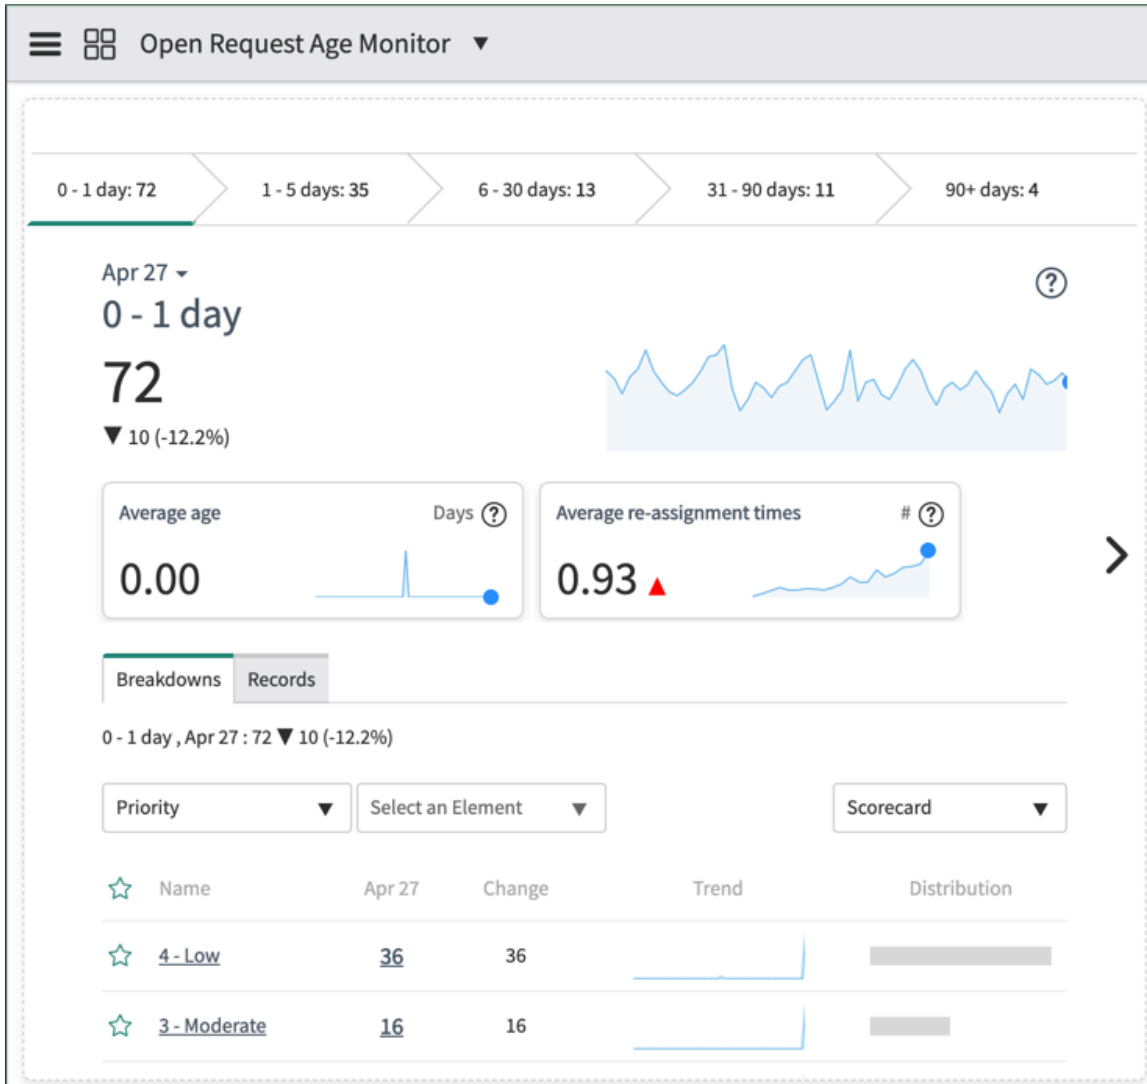 Open Request Age Monitor ▼
0 - 1 day: 72 1 - 5 days: 35 6 - 30 days: 13 31 - 90 days: 11 90+ days: 4
Apr 27
0 - 1 day
72
▼ 10 (-12.2%)
Average age Days ?
0.00
Average re-assignment times # ?
0.93 ▲
Breakdowns Records
0 - 1 day , Apr 27 : 72 ▼ 10 (-12.2%)
Priority ▼ Select an Element ▼ Scorecard ▼
Name Apr 27 Change Trend Distribution
4 - Low 36 36
3 - Moderate 16 16